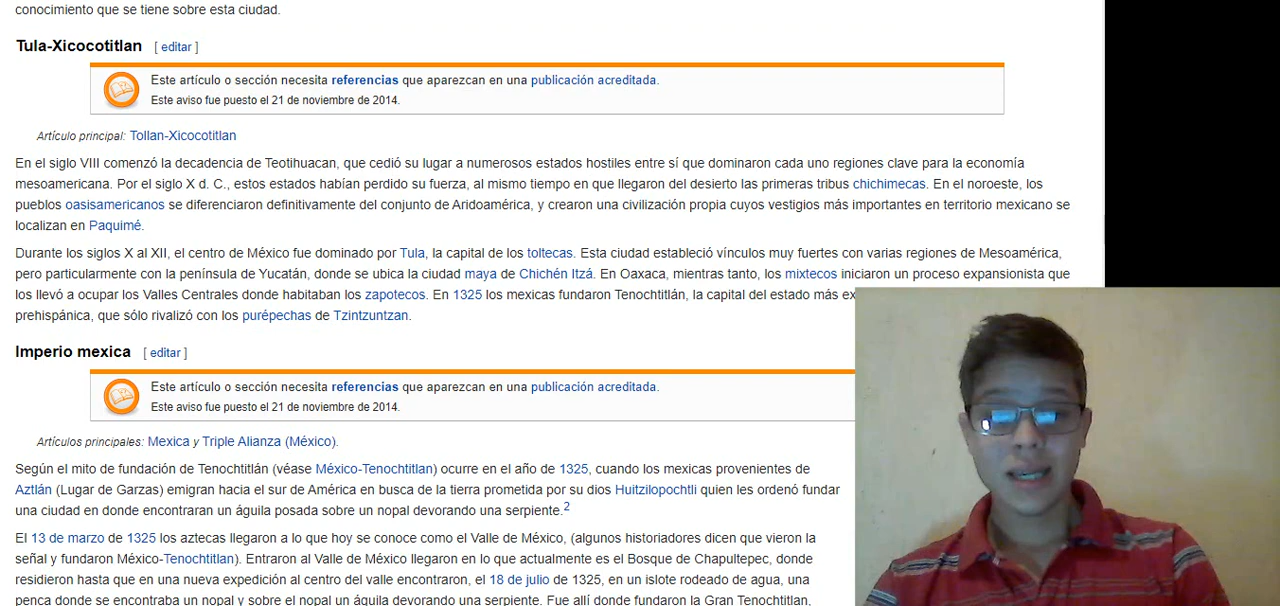 conocimiento que se tiene sobre esta ciudad.
Tula-Xicocotitlan [ editar ]
Este artículo o sección necesita referencias que aparezcan en una publicación acreditada.
Este aviso fue puesto el 21 de noviembre de 2014.
Artículo principal: Tollan-Xicocotitlan
En el siglo VIII comenzó la decadencia de Teotihuacan, que cedió su lugar a numerosos estados hostiles entre sí que dominaron cada uno regiones clave para la economía
mesoamericana. Por el siglo X d. C., estos estados habían perdido su fuerza, al mismo tiempo en que llegaron del desierto las primeras tribus chichimecas. En el noroeste, los
pueblos oasisamericanos se diferenciaron definitivamente del conjunto de Aridoamérica, y crearon una civilización propia cuyos vestigios más importantes en territorio mexicano se
localizan en Paquimé.
Durante los siglos X al XII, el centro de México fue dominado por Tula, la capital de los toltecas. Esta ciudad estableció vínculos muy fuertes con varias regiones de Mesoamérica,
pero particularmente con la península de Yucatán, donde se ubica la ciudad maya de Chichén Itzá. En Oaxaca, mientras tanto, los mixtecos iniciaron un proceso expansionista que
los llevó a ocupar los Valles Centrales donde habitaban los zapotecos. En 1325 los mexicas fundaron Tenochtitlán, la capital del estado más ex
prehispánica, que sólo rivalizó con los purépechas de Tzintzuntzan.
Imperio mexica [ editar ]
Este artículo o sección necesita referencias que aparezcan en una publicación acreditada.
Este aviso fue puesto el 21 de noviembre de 2014.
Artículos principales: Mexica y Triple Alianza (México).
Según el mito de fundación de Tenochtitlán (véase México-Tenochtitlan) ocurre en el año de 1325, cuando los mexicas provenientes de
Aztlán (Lugar de Garzas) emigran hacia el sur de América en busca de la tierra prometida por su dios Huitzilopochtli quien les ordenó fundar
una ciudad en donde encontraran un águila posada sobre un nopal devorando una serpiente.2
El 13 de marzo de 1325 los aztecas llegaron a lo que hoy se conoce como el Valle de México, (algunos historiadores dicen que vieron la
señal y fundaron México-Tenochtitlan). Entraron al Valle de México llegaron en lo que actualmente es el Bosque de Chapultepec, donde
residieron hasta que en una nueva expedición al centro del valle encontraron, el 18 de julio de 1325, en un islote rodeado de agua, una
penca donde se encontraba un nopal y sobre el nopal un águila devorando una serpiente. Fue allí donde fundaron la Gran Tenochtitlan,